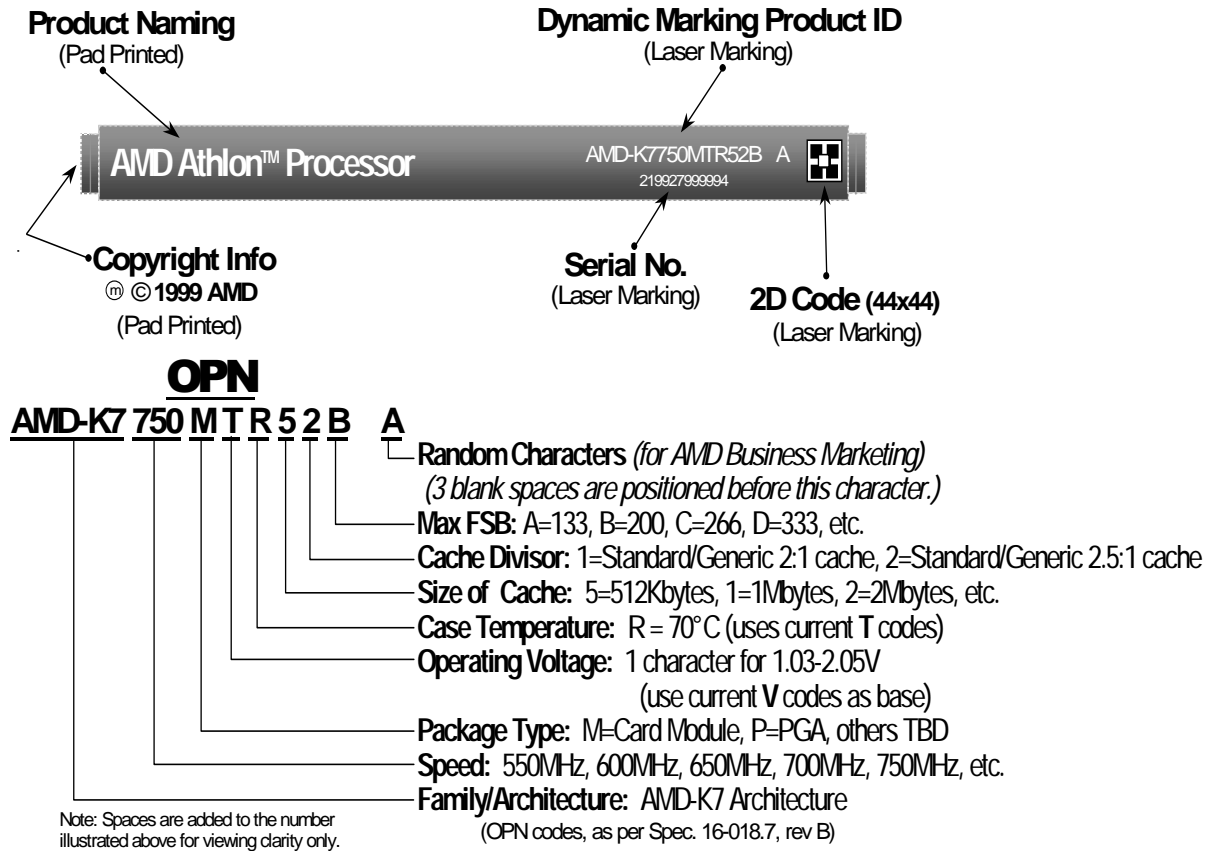 Product Naming
(Pad Printed)
Dynamic Marking Product ID
(Laser Marking)
AMD Athlon™ Processor
AMD-K7750MTR52B A
219927999994
Copyright Info
ⓜ © 1999 AMD
(Pad Printed)
Serial No.
(Laser Marking)
2D Code (44x44)
(Laser Marking)
OPN
AMD-K7 750 M T R 5 2 B A
Random Characters (for AMD Business Marketing)
(3 blank spaces are positioned before this character.)
Max FSB: A=133, B=200, C=266, D=333, etc.
Cache Divisor: 1=Standard/Generic 2:1 cache, 2=Standard/Generic 2.5:1 cache
Size of Cache: 5=512Kbytes, 1=1Mbytes, 2=2Mbytes, etc.
Case Temperature: R = 70°C (uses current T codes)
Operating Voltage: 1 character for 1.03-2.05V
(use current V codes as base)
Package Type: M=Card Module, P=PGA, others TBD
Speed: 550MHz, 600MHz, 650MHz, 700MHz, 750MHz, etc.
Family/Architecture: AMD-K7 Architecture
(OPN codes, as per Spec. 16-018.7, rev B)
Note: Spaces are added to the number
illustrated above for viewing clarity only.